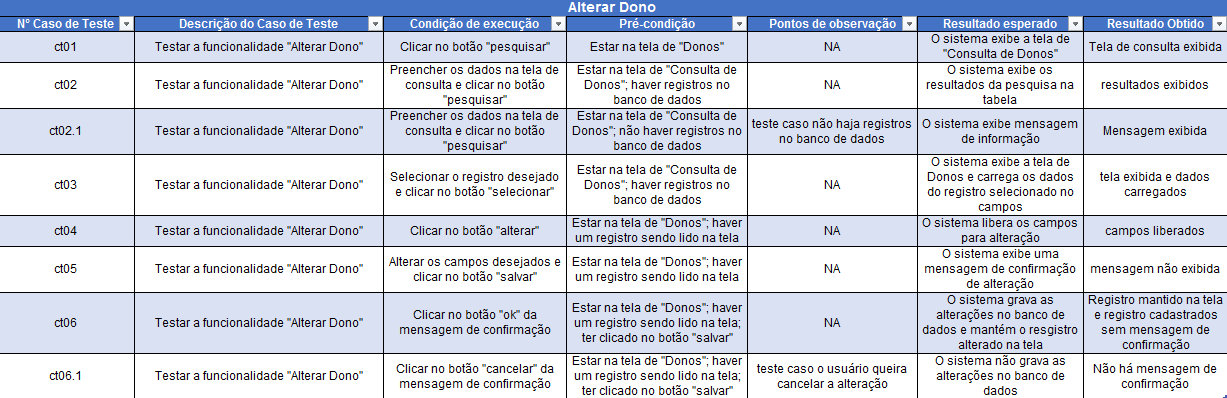 Alterar Dono
Nº Caso de Teste Descrição do Caso de Teste Condição de execução Pré-condição Pontos de observação Resultado esperado Resultado Obtido
ct01
Testar a funcionalidade "Alterar Dono"
Clicar no botão "pesquisar"
Estar na tela de "Donos"
NA
O sistema exibe a tela de
"Consulta de Donos"
Tela de consulta exibida
ct02
Testar a funcionalidade "Alterar Dono"
Preencher os dados na tela de
consulta e clicar no botão
"pesquisar"
Estar na tela de "Consulta de
Donos"; haver registros no
banco de dados
NA
O sistema exibe os
resultados da pesquisa na
tabela
resultados exibidos
ct02.1
Testar a funcionalidade "Alterar Dono"
Preencher os dados na tela de
consulta e clicar no botão
"pesquisar"
Estar na tela de "Consulta de
Donos"; não haver registros no
banco de dados
teste caso não haja registros
no banco de dados
O sistema exibe mensagem
de informação
Mensagem exibida
ct03
Testar a funcionalidade "Alterar Dono"
Selecionar o registro desejado
e clicar no botão "selecionar"
Estar na tela de "Consulta de
Donos"; haver registros no
banco de dados
NA
O sistema exibe a tela de
Donos e carrega os dados
do registro selecionado no
campos
tela exibida e dados
carregados
ct04
Testar a funcionalidade "Alterar Dono"
Clicar no botão "alterar"
Estar na tela de "Donos"; haver
um registro sendo lido na tela
NA
O sistema libera os campos
para alteração
campos liberados
ct05
Testar a funcionalidade "Alterar Dono"
Alterar os campos desejados e
clicar no botão "salvar"
Estar na tela de "Donos"; haver
um registro sendo lido na tela
NA
O sistema exibe uma
mensagem de confirmação
de alteração
mensagem não exibida
ct06
Testar a funcionalidade "Alterar Dono"
Clicar no botão "ok" da
mensagem de confirmação
Estar na tela de "Donos"; haver
um registro sendo lido na tela;
ter clicado no botão "salvar"
NA
O sistema grava as
alterações no banco de
dados e mantém o resgistro
alterado na tela
Registro mantido na tela
e registro cadastrados
sem mensagem de
confirmação
ct06.1
Testar a funcionalidade "Alterar Dono"
Clicar no botão "cancelar" da
mensagem de confirmação
Estar na tela de "Donos"; haver
um registro sendo lido na tela;
ter clicado no botão "salvar"
teste caso o usuário queira
cancelar a alteração
O sistema não grava as
alterações no banco de
dados
Não há mensagem de
confirmação